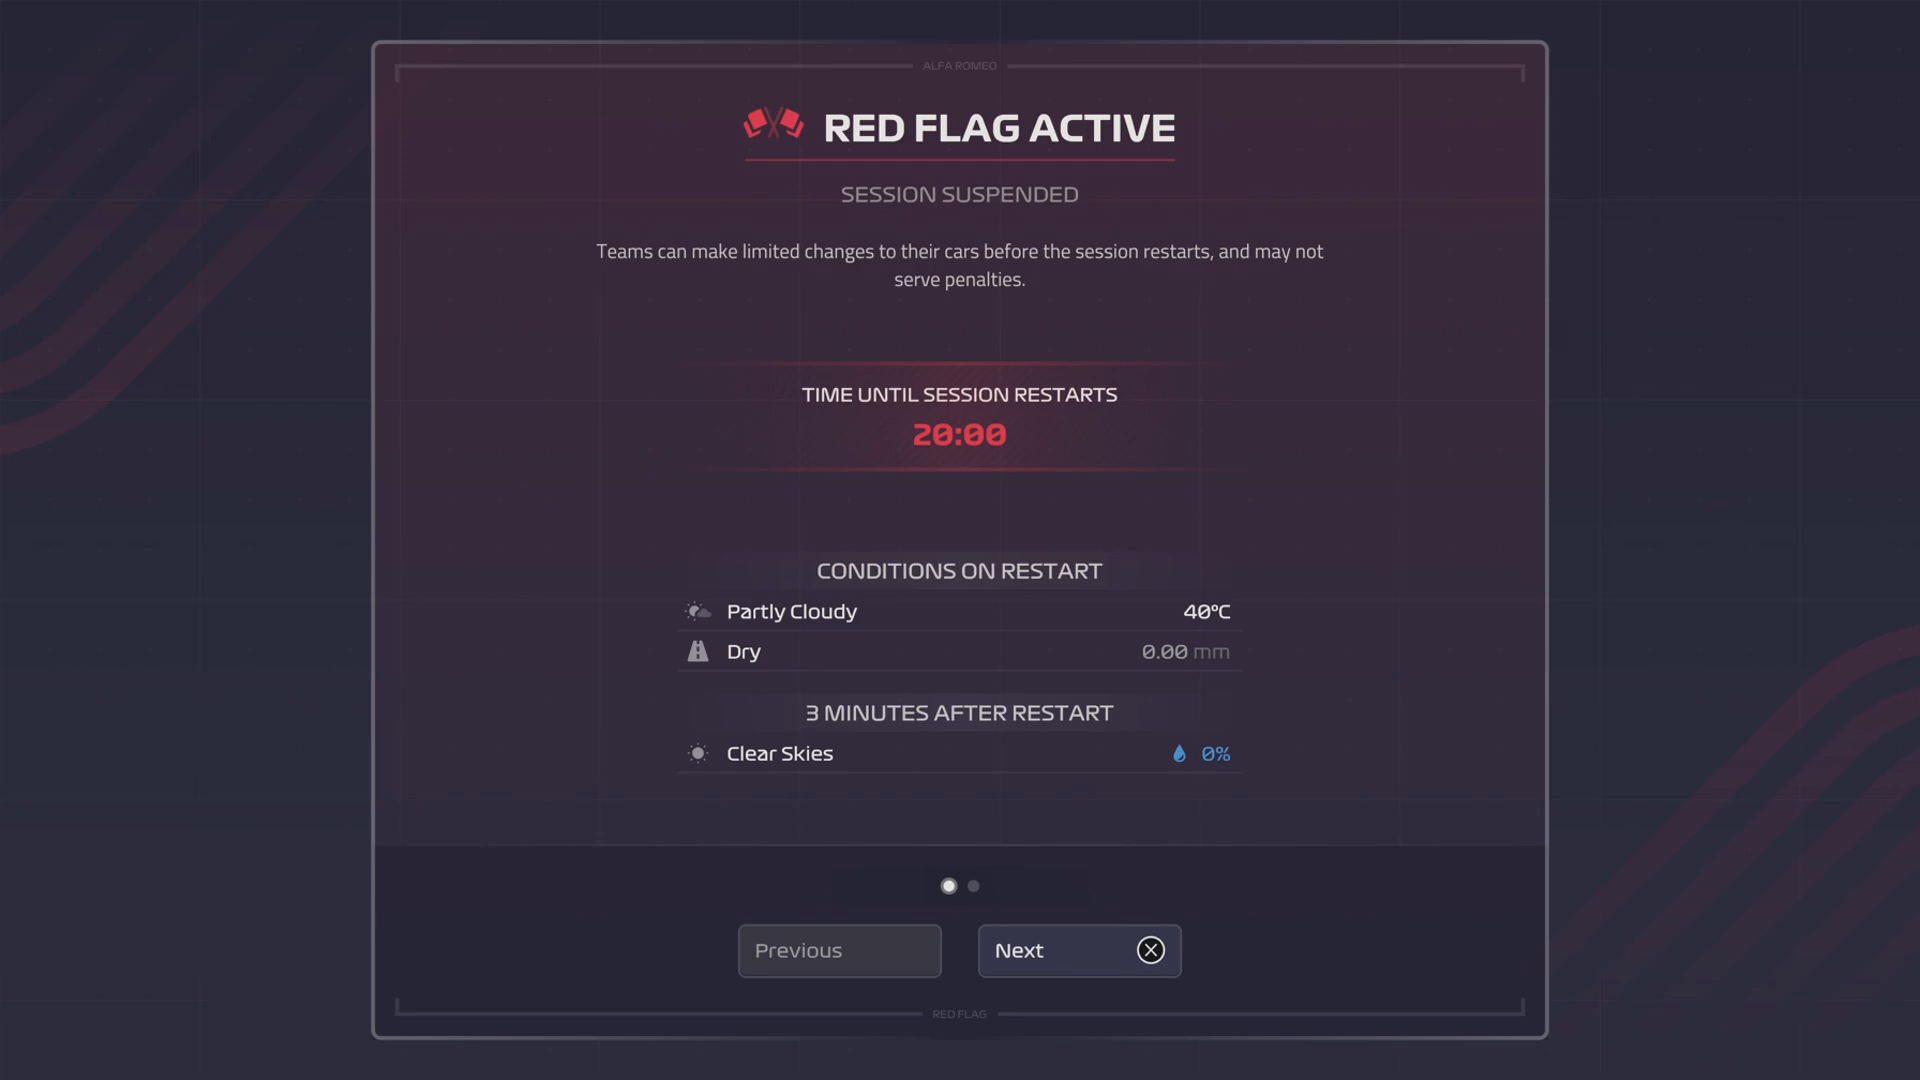 ALFA ROMEO
RED FLAG ACTIVE
SESSION SUSPENDED
Teams can make limited changes to their cars before the session restarts, and may not
serve penalties.
TIME UNTIL SESSION RESTARTS
20:00
CONDITIONS ON RESTART
Partly Cloudy 40°C
Dry 0.00 mm
3 MINUTES AFTER RESTART
Clear Skies 0%
Previous Next
RED FLAG